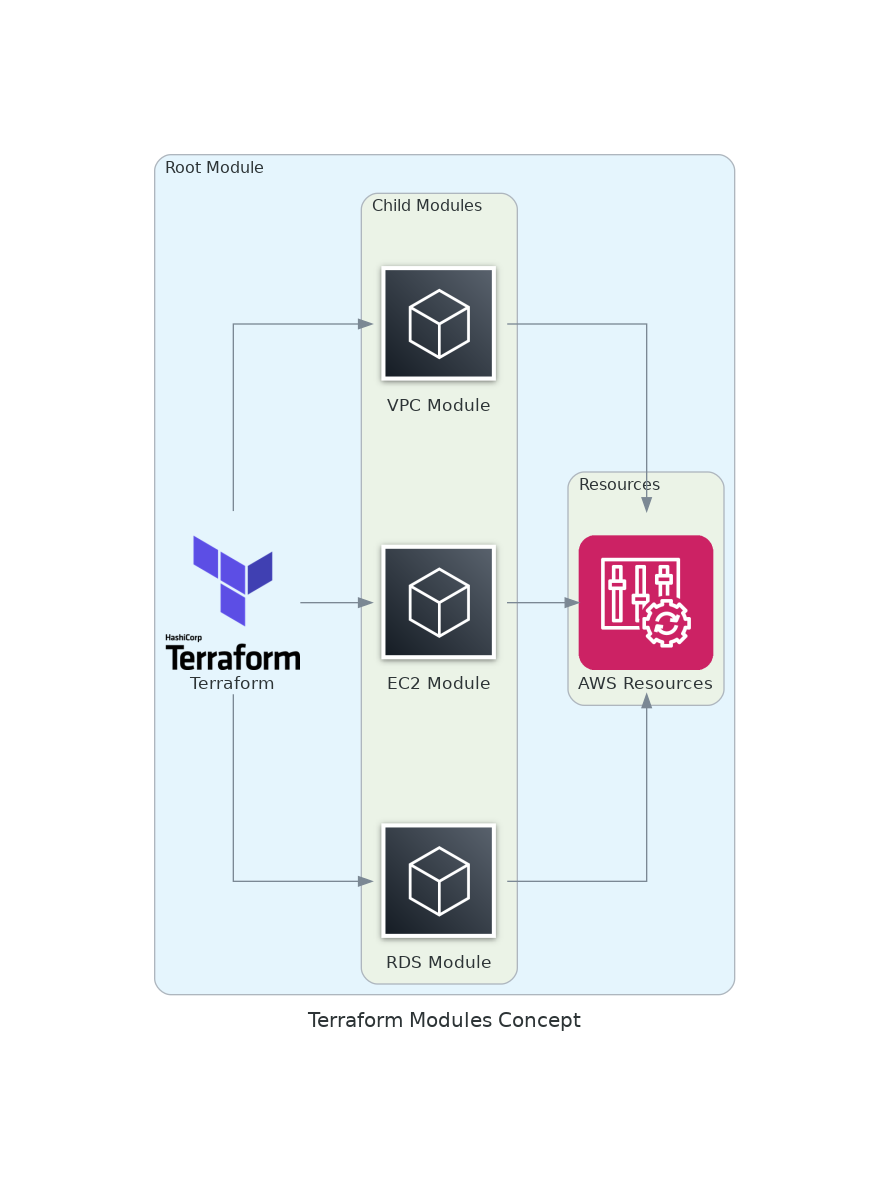 Root Module
Child Modules
VPC Module
Resources
HashiCorp
Terraform
Terraform
EC2 Module
AWS Resources
RDS Module
Terraform Modules Concept